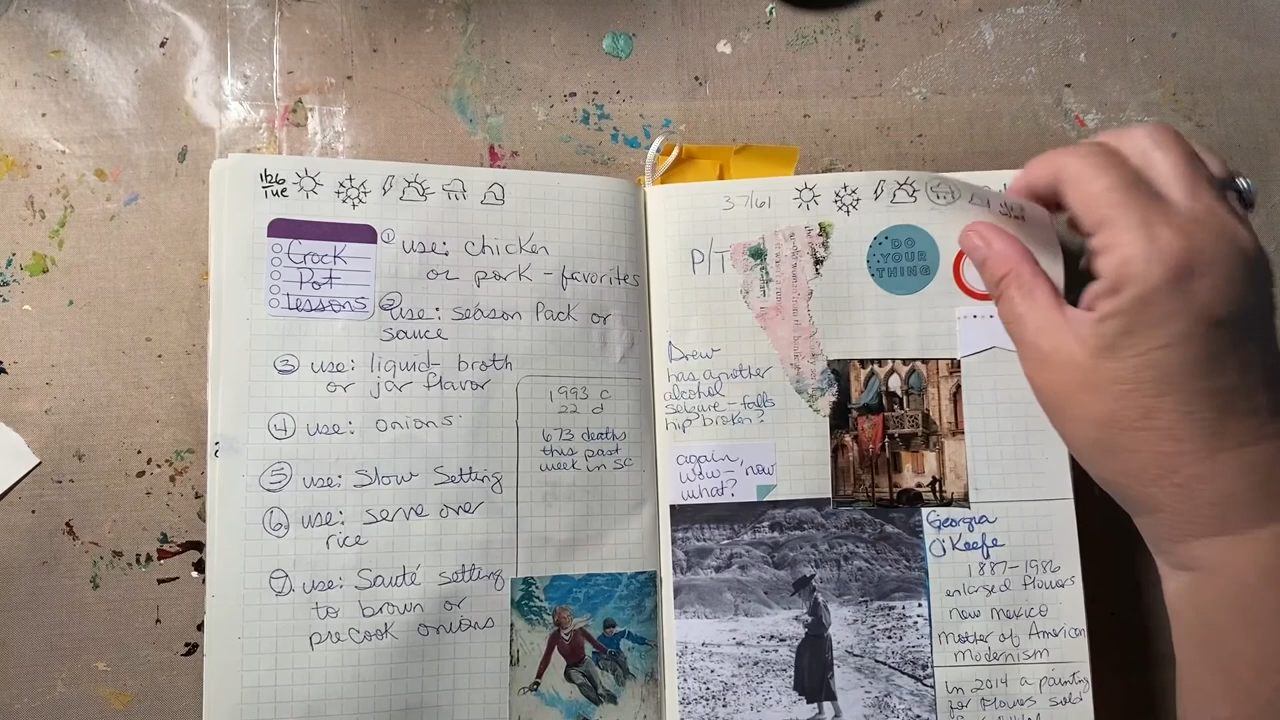 1/26
TUE
Crock
Pot
Lessons
① use: chicken
or pork - favorites
② use: season Pack or
sauce
③ use: liquid - broth
or jar flavor
④ use: onions
⑤ use: Slow Setting
⑥ use: serve over
rice
⑦ use: Sauté setting
to brown or
precook onions
1993 c
22 d
673 deaths
this past
week in SC
37/61
P/T
DO
YOUR
THING
Drew
has another
alcohol
seizure - falls
hip broken?
again,
wow - now
what?
Georgia
O'Keefe
1887-1986
enlarged flowers
new mexico
mother of American
modernism
in 2014 a painting
for flowers sold